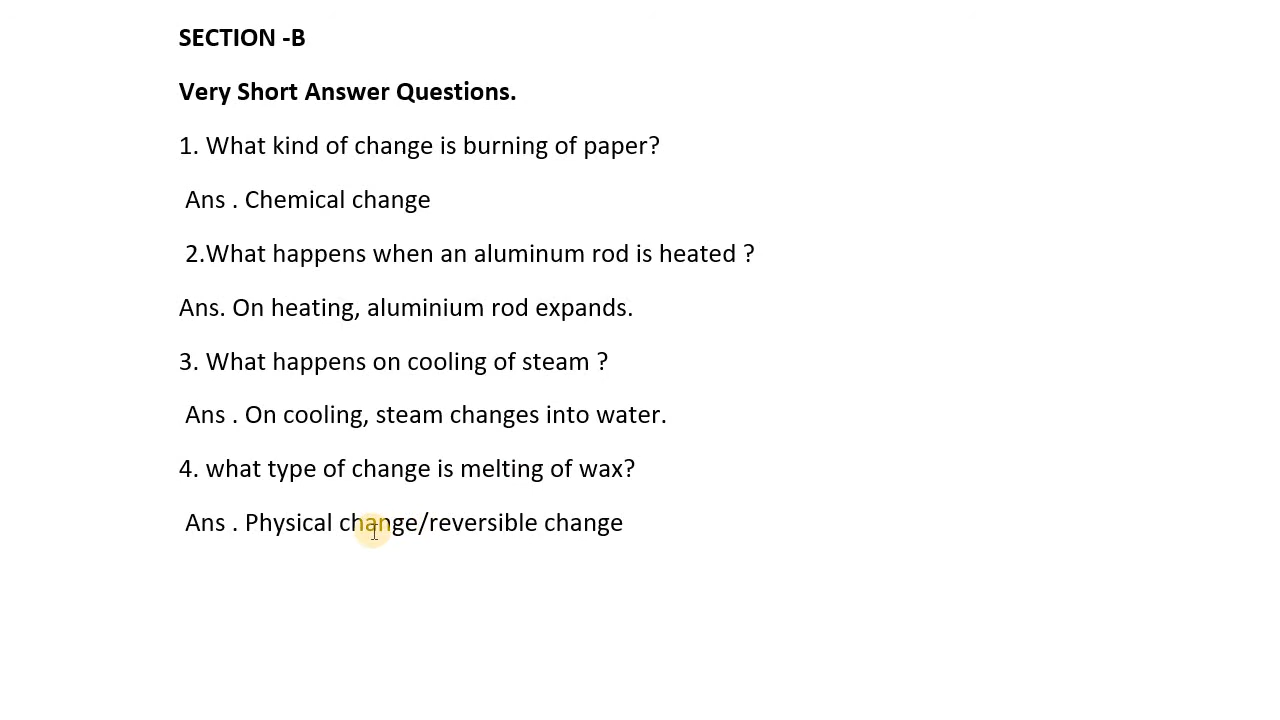 SECTION -B
Very Short Answer Questions.
1. What kind of change is burning of paper?
Ans . Chemical change
2.What happens when an aluminum rod is heated ?
Ans. On heating, aluminium rod expands.
3. What happens on cooling of steam ?
Ans . On cooling, steam changes into water.
4. what type of change is melting of wax?
Ans . Physical change/reversible change